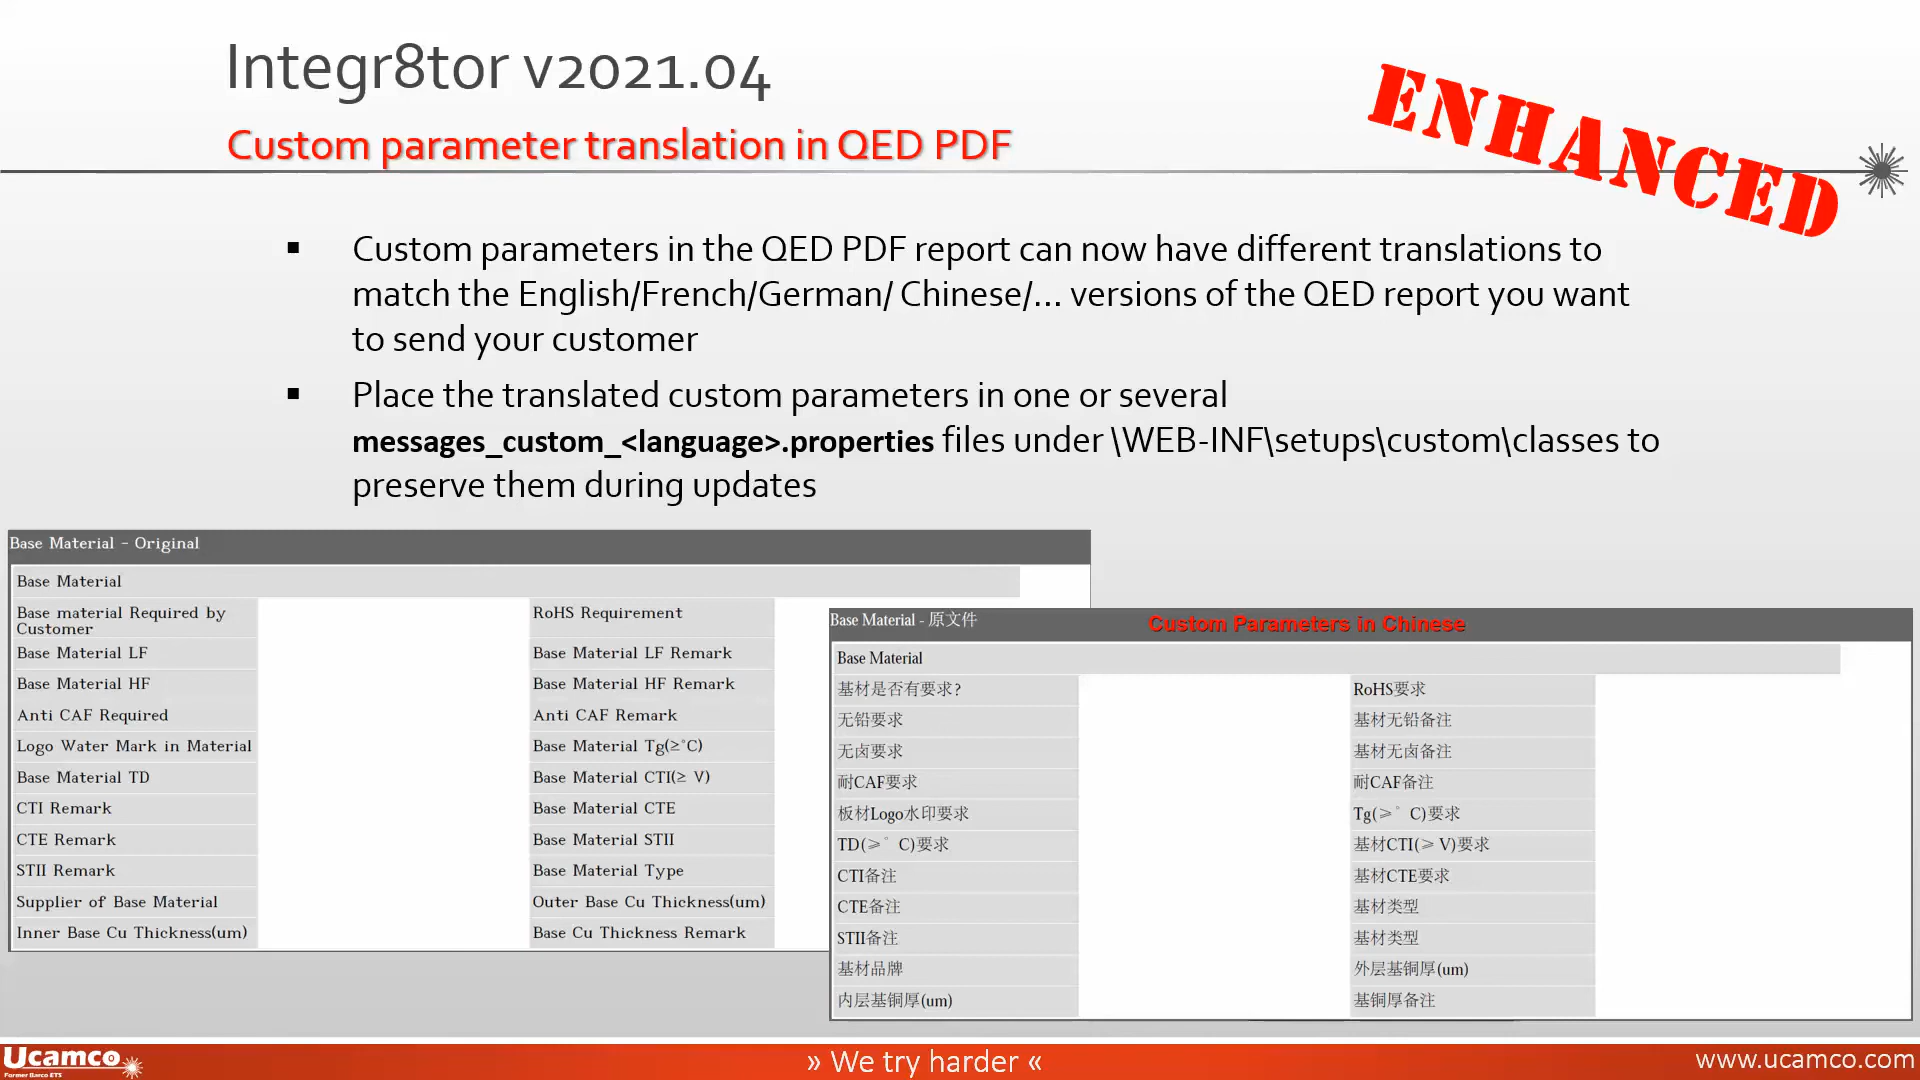 Integr8tor v2021.04
ENHANCED
Custom parameter translation in QED PDF
▪ Custom parameters in the QED PDF report can now have different translations to
match the English/French/German/ Chinese/... versions of the QED report you want
to send your customer
▪ Place the translated custom parameters in one or several
messages_custom_<language>.properties files under \WEB-INF\setups\custom\classes to
preserve them during updates
Base Material - Original
Base Material
Base material Required by
Customer
RoHS Requirement
Base Material LF
Base Material LF Remark
Base Material HF
Base Material HF Remark
Anti CAF Required
Anti CAF Remark
Logo Water Mark in Material
Base Material Tg(≥°C)
Base Material TD
Base Material CTI(≥ V)
CTI Remark
Base Material CTE
CTE Remark
Base Material STII
STII Remark
Base Material Type
Supplier of Base Material
Outer Base Cu Thickness(um)
Inner Base Cu Thickness(um)
Base Cu Thickness Remark
Base Material - 原文件
Custom Parameters in Chinese
Base Material
基材是否有要求?
RoHS要求
无铅要求
基材无铅备注
无卤要求
基材无卤备注
耐CAF要求
耐CAF备注
板材Logo水印要求
Tg(≥° C)要求
TD(≥° C)要求
基材CTI(≥ V)要求
CTI备注
基材CTE要求
CTE备注
基材类型
STII备注
基材类型
基材品牌
外层基铜厚(um)
内层基铜厚(um)
基铜厚备注
Ucamco
Former Barco ETS
» We try harder «
www.ucamco.com